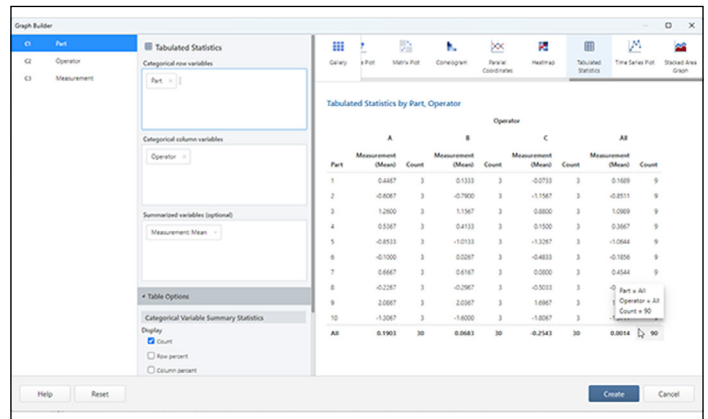 Graph Builder
C1 Part
C2 Operator
C3 Measurement
Tabulated Statistics
Categorical row variables
Part ×
Categorical column variables
Operator ×
Summarized variables (optional)
Measurement: Mean
Table Options
Categorical Variable Summary Statistics
Display
Count
Row percent
Column percent
Gallery
Plot
Matrix Plot
Correlogram
Parallel Coordinates
Heatmap
Tabulated Statistics
Time Series Plot
Stacked Area Graph
Tabulated Statistics by Part, Operator
Operator
A B C All
Measurement Measurement Measurement Measurement
Part (Mean) Count (Mean) Count (Mean) Count (Mean) Count
1 0.4467 3 0.1333 3 -0.0733 3 0.1689 9
2 -0.6067 3 -0.7900 3 -1.1567 3 -0.8511 9
3 1.2600 3 1.1567 3 0.8800 3 1.0989 9
4 0.5367 3 0.4133 3 0.1500 3 0.3667 9
5 -0.8533 3 -1.0133 3 -1.3267 3 -1.0644 9
6 -0.1000 3 0.0267 3 -0.4833 3 -0.1856 9
7 0.6667 3 0.6167 3 0.0800 3 0.4544 9
8 -0.2267 3 -0.2967 3 -0.5033 3
9 2.0867 3 2.0367 3 1.6967 3
10 -1.3067 3 -1.6000 3 -1.8067 3
All 0.1903 30 0.0683 30 -0.2543 30 0.0014 90
Part = All
Operator = All
Count = 90
Help Reset Create Cancel